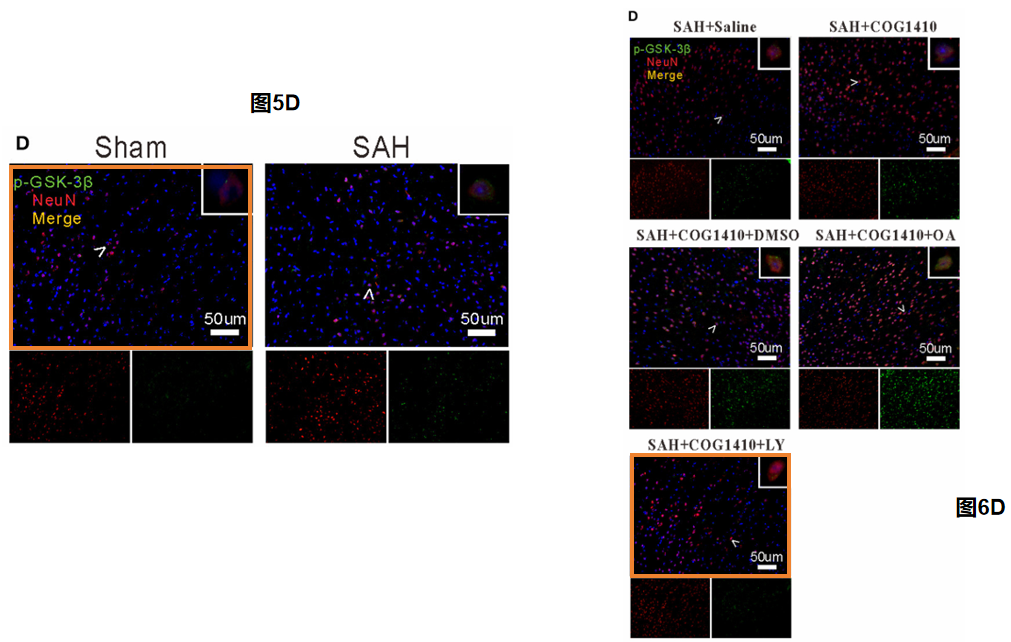 图5D
D
Sham
SAH
p-GSK-3β
NeuN
Merge
50um
50um
D
SAH+Saline
SAH+COG1410
p-GSK-3β
NeuN
Merge
50um
50um
SAH+COG1410+DMSO
SAH+COG1410+OA
50um
50um
SAH+COG1410+LY
50um
图6D